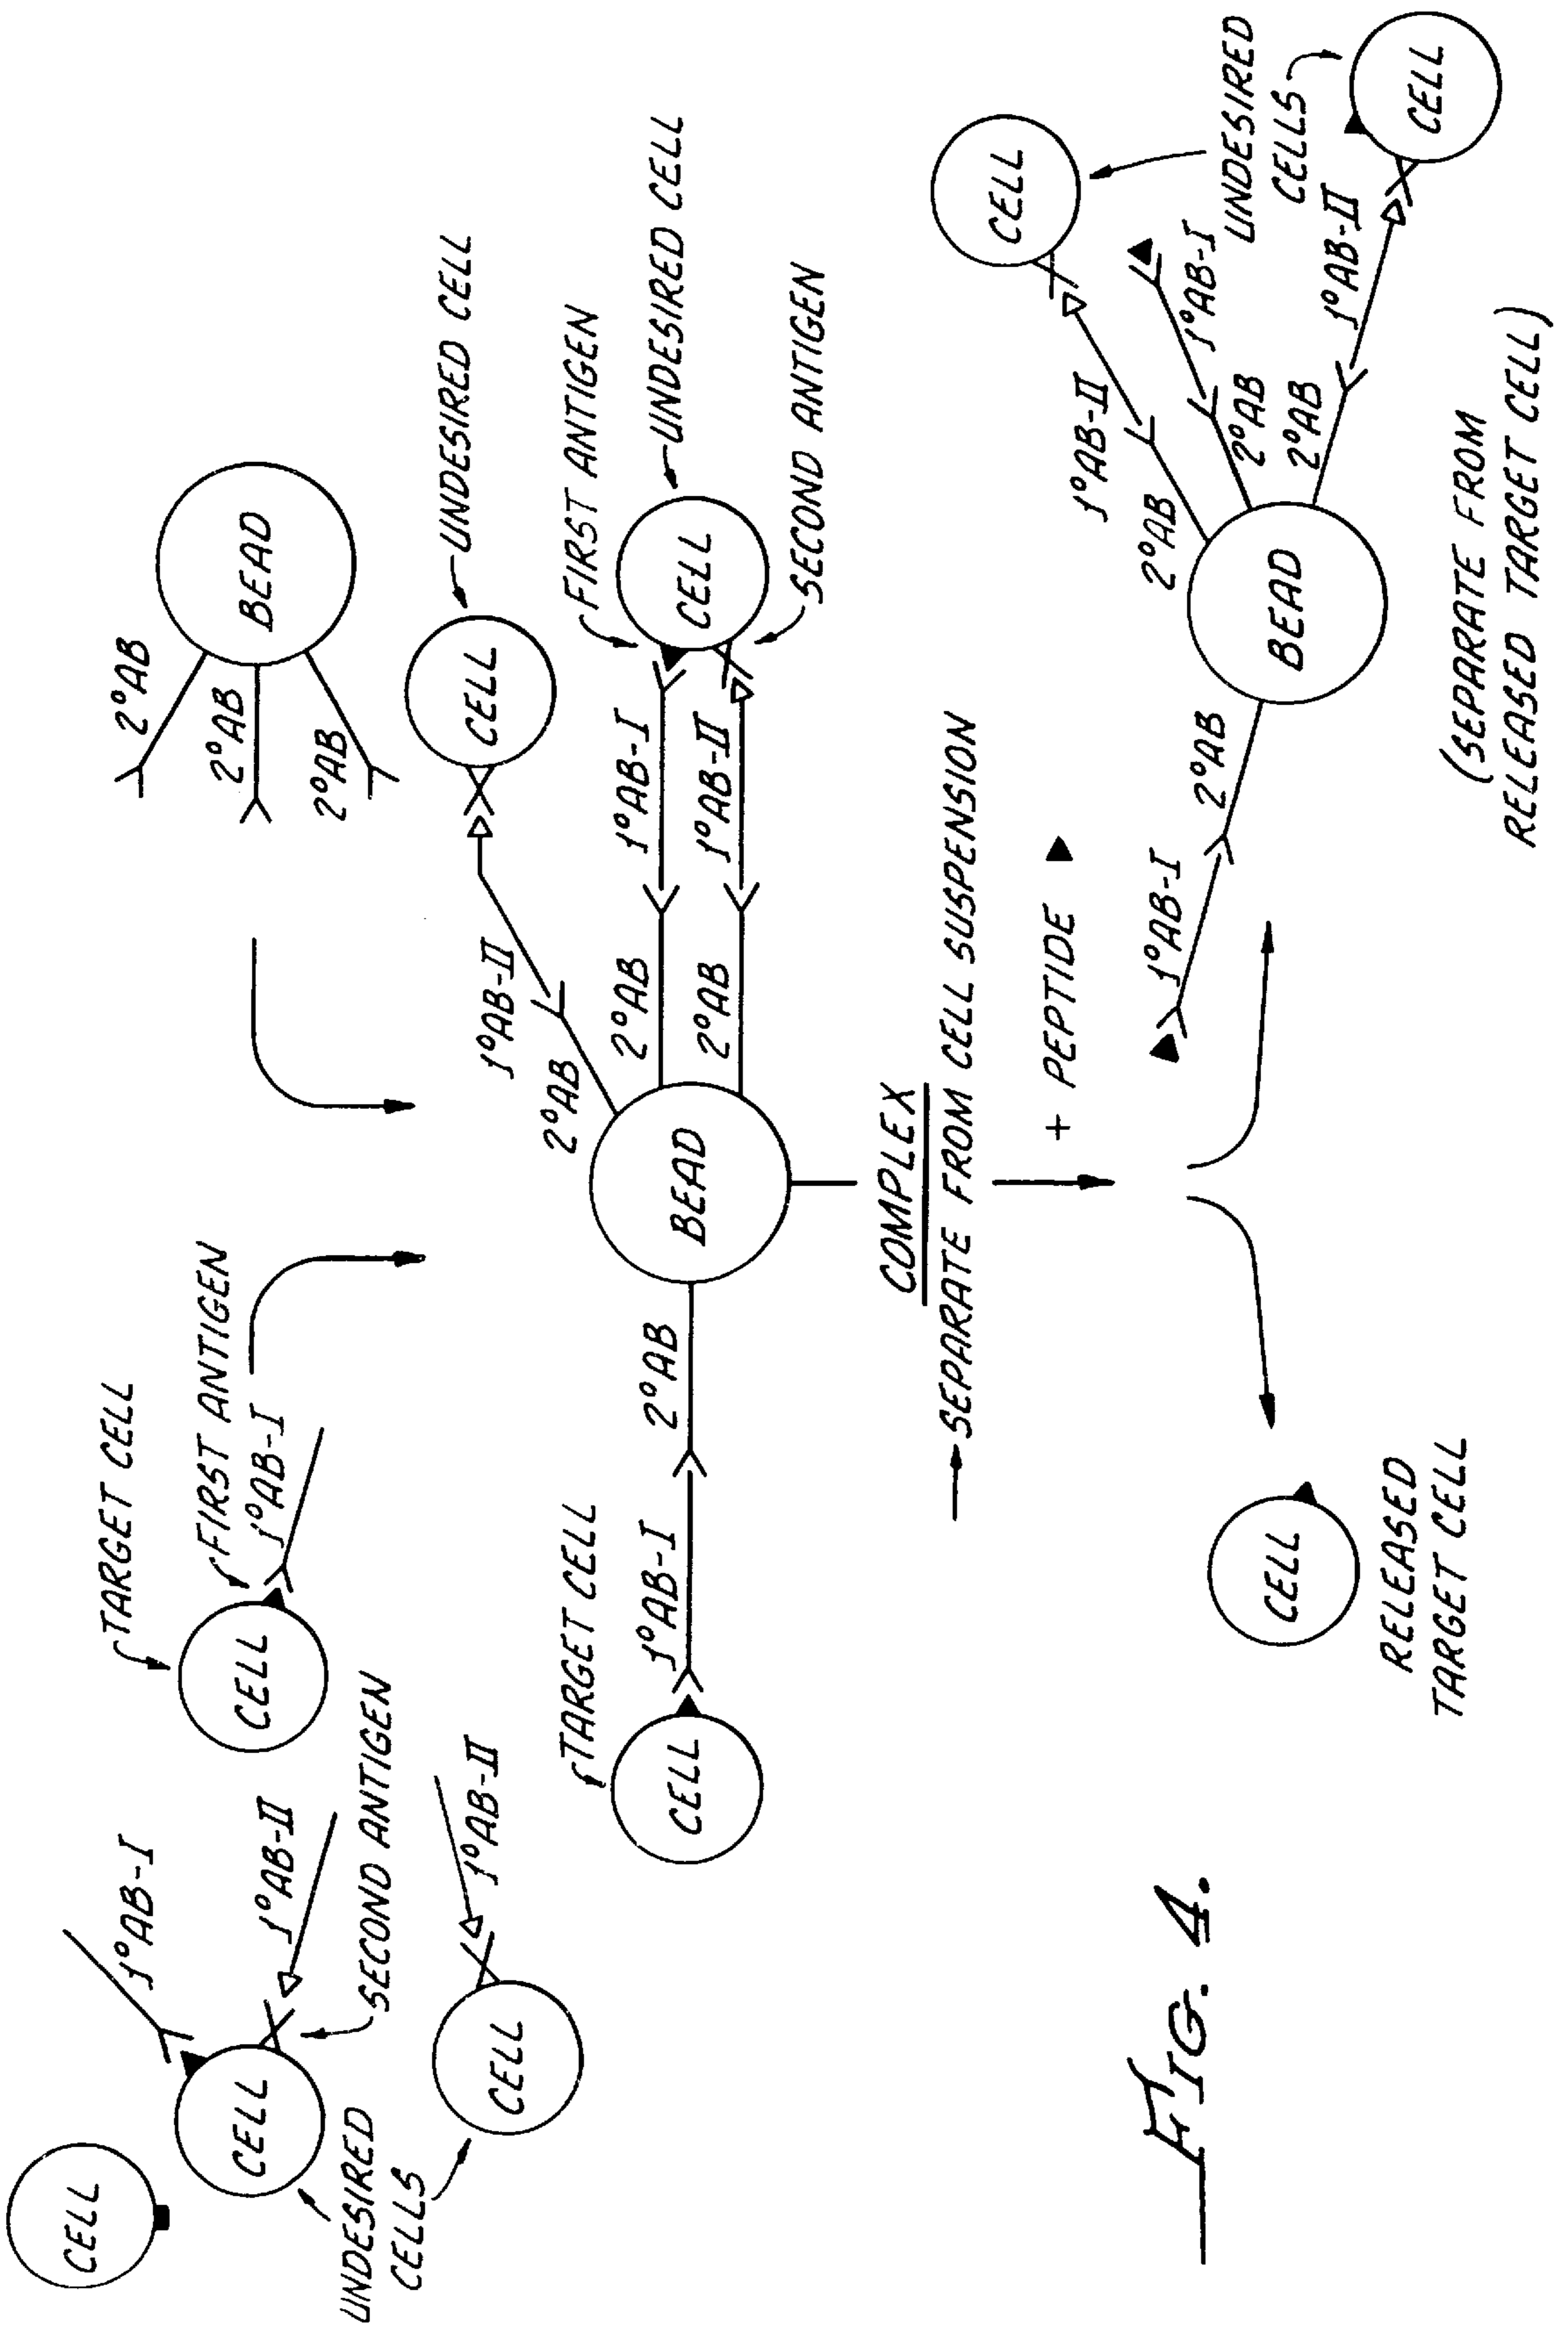 CELL
1°AB-I
CELL
1°AB-II
SECOND ANTIGEN
UNDESIRED
CELLS
CELL
1°AB-II
TARGET CELL
FIRST ANTIGEN
1°AB-I
CELL
2°AB
2°AB
2°AB
BEAD
TARGET CELL
CELL
1°AB-I
2°AB
BEAD
2°AB
1°AB-II
CELL
UNDESIRED CELL
2°AB
1°AB-I
FIRST ANTIGEN
CELL
UNDESIRED CELL
2°AB
1°AB-II
SECOND ANTIGEN
COMPLEX
SEPARATE FROM CELL SUSPENSION
+ PEPTIDE
CELL
RELEASED
TARGET CELL
1°AB-I
2°AB
BEAD
2°AB
1°AB-II
CELL
2°AB
1°AB-I
2°AB
1°AB-II
UNDESIRED
CELLS
CELL
(SEPARATE FROM
RELEASED TARGET CELL)
FIG. 4.